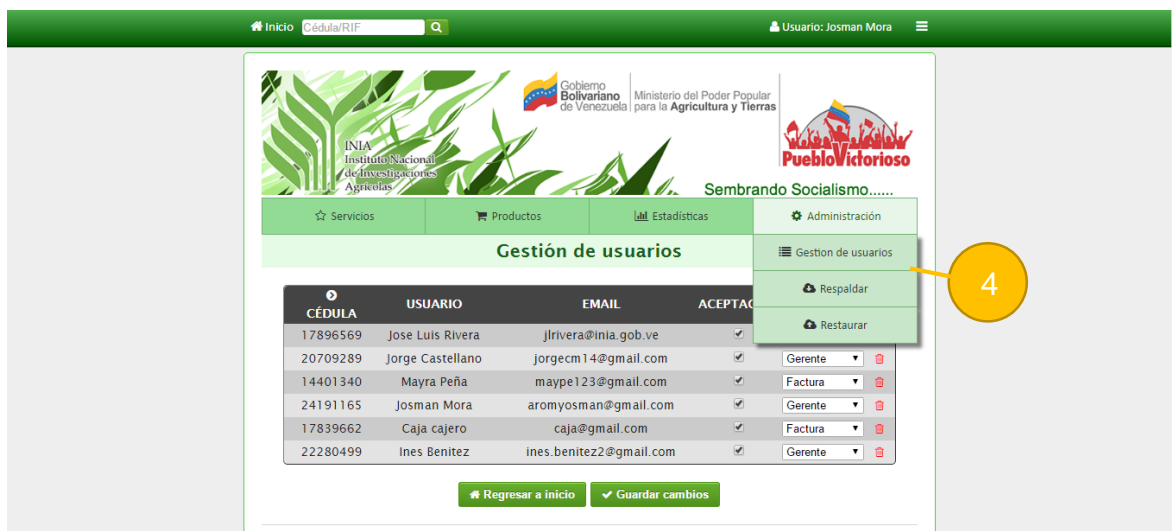 Inicio Cédula/RIF Usuario: Josman Mora
Gobierno
Bolivariano
de Venezuela
Ministerio del Poder Popular
para la Agricultura y Tierras
INIA
Instituto Nacional
de Investigaciones
Agrícolas
PuebloVictorioso
Sembrando Socialismo......
Servicios Productos Estadísticas Administración
Gestión de usuarios
Gestion de usuarios
Respaldar
Restaurar
4
CÉDULA USUARIO EMAIL
17896569 Jose Luis Rivera jlrivera@inia.gob.ve
20709289 Jorge Castellano jorgecm14@gmail.com Gerente
14401340 Mayra Peña maype123@gmail.com Factura
24191165 Josman Mora aromyosman@gmail.com Gerente
17839662 Caja cajero caja@gmail.com Factura
22280499 Ines Benitez ines.benitez2@gmail.com Gerente
Regresar a inicio Guardar cambios